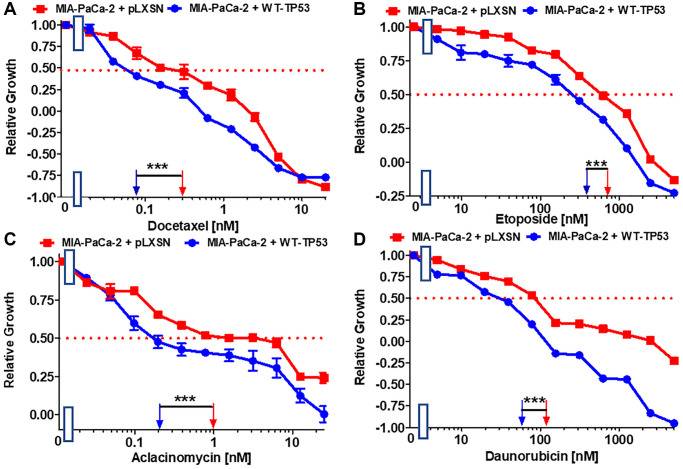 A
MIA-PaCa-2 + pLXSN MIA-PaCa-2 + WT-TP53
Relative Growth
1.00
0.75
0.50
0.25
0.00
-0.25
-0.50
-0.75
-1.00
***
0 0.1 1 10
Docetaxel [nM]
B
MIA-PaCa-2 + pLXSN MIA-PaCa-2 + WT-TP53
Relative Growth
1.00
0.75
0.50
0.25
0.00
-0.25
***
0 10 100 1000
Etoposide [nM]
C
MIA-PaCa-2 + pLXSN MIA-PaCa-2 + WT-TP53
Relative Growth
1.00
0.75
0.50
0.25
0.00
***
0 0.1 1 10
Aclacinomycin [nM]
D
MIA-PaCa-2 + pLXSN MIA-PaCa-2 + WT-TP53
Relative Growth
1.00
0.75
0.50
0.25
0.00
-0.25
-0.50
-0.75
-1.00
***
0 10 100 1000
Daunorubicin [nM]